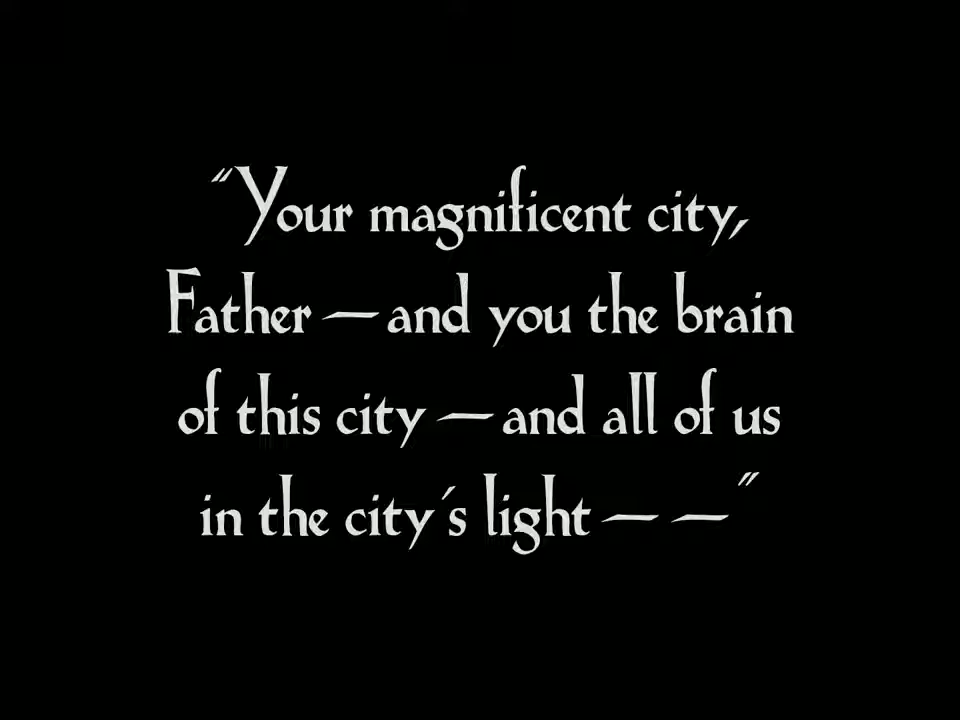 "Your magnificent city,
Father — and you the brain
of this city — and all of us
in the city's light — — "